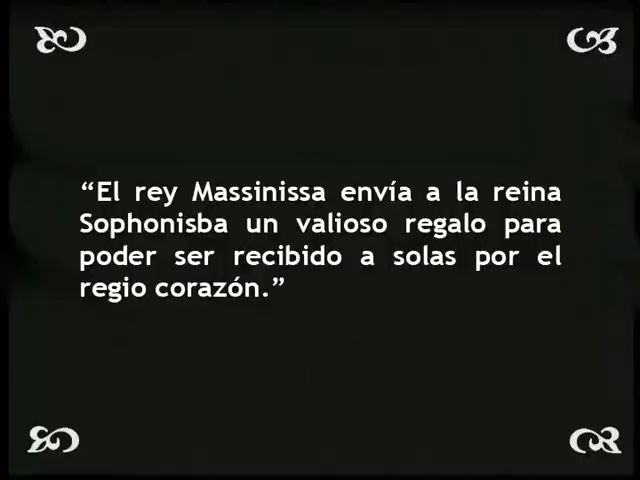 “El rey Massinissa envía a la reina
Sophonisba un valioso regalo para
poder ser recibido a solas por el
regio corazón.”